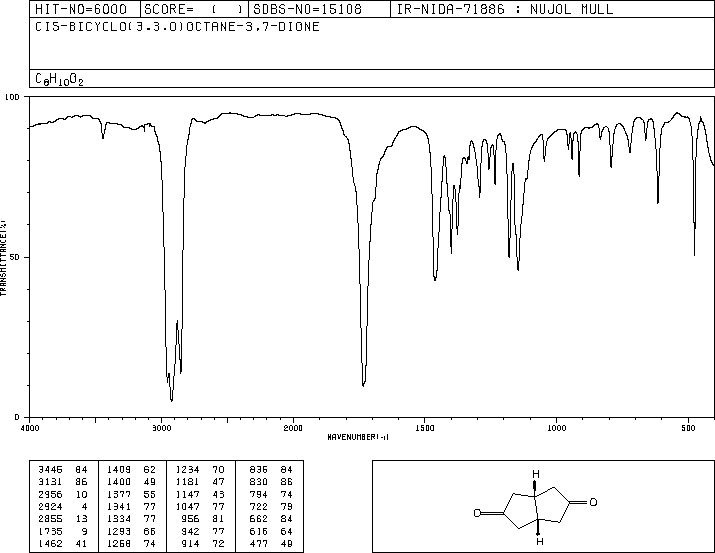 HIT-NO=6000 SCORE= ( ) SDBS-NO=15108 IR-NIDA-71886 : NUJOL MULL
CIS-BICYCLO(3.3.0)OCTANE-3,7-DIONE
C8H10O2
100
50
0
TRANSMITTANCE(%)
4000 3000 2000 1500 1000 500
WAVENUMBER(-1)
3446 84 1409 62 1234 70 836 84
3131 86 1400 49 1181 47 830 86
2956 10 1377 55 1147 43 794 74
2924 4 1341 77 1047 77 722 79
2855 13 1334 77 956 81 662 84
1735 9 1293 66 942 77 616 64
1462 41 1258 74 914 72 477 49
H
O
O
H